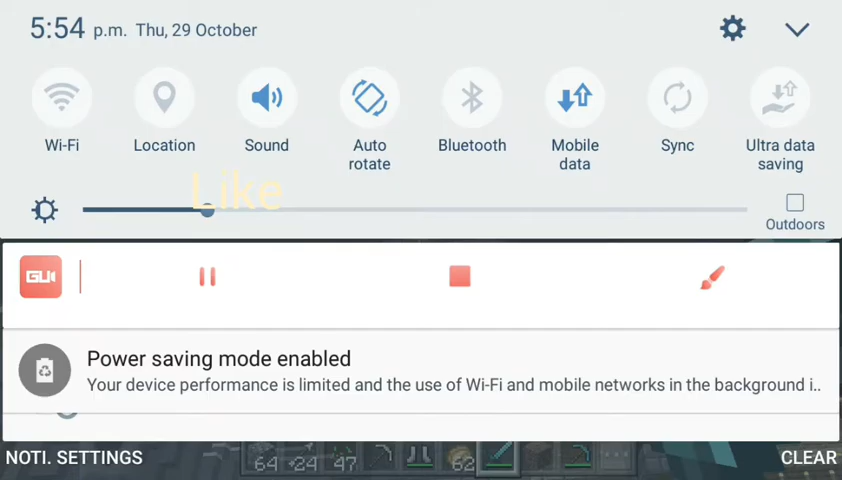 5:54 p.m. Thu, 29 October
Wi-Fi
Location
Sound
Auto
rotate
Bluetooth
Mobile
data
Sync
Ultra data
saving
Like
Outdoors
GU
Power saving mode enabled
Your device performance is limited and the use of Wi-Fi and mobile networks in the background i..
64 24 47 62
NOTI. SETTINGS
CLEAR